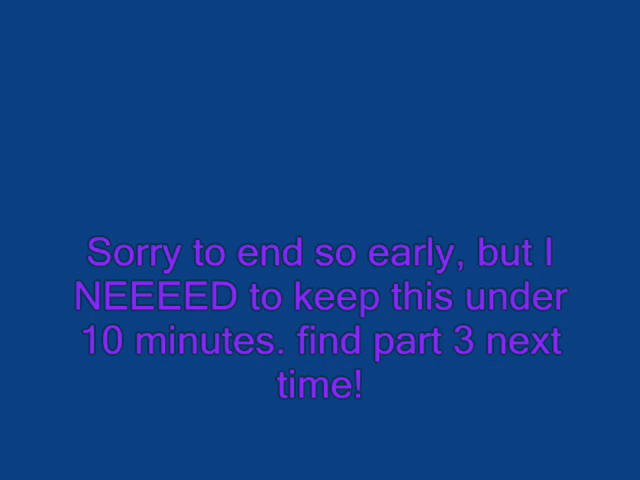 Sorry to end so early, but I
NEEEED to keep this under
10 minutes. find part 3 next
time!